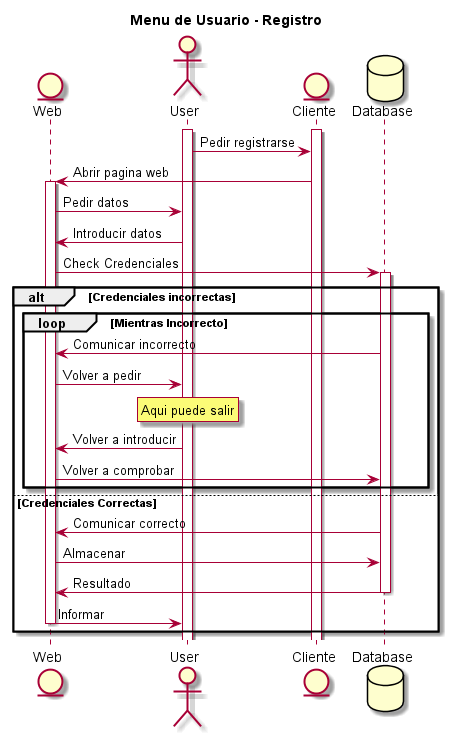 Menu de Usuario - Registro
Web
User
Cliente
Database
Pedir registrarse
Abrir pagina web
Pedir datos
Introducir datos
Check Credenciales
alt [Credenciales incorrectas]
loop [Mientras Incorrecto]
Comunicar incorrecto
Volver a pedir
Aqui puede salir
Volver a introducir
Volver a comprobar
[Credenciales Correctas]
Comunicar correcto
Almacenar
Resultado
Informar
Web
User
Cliente
Database